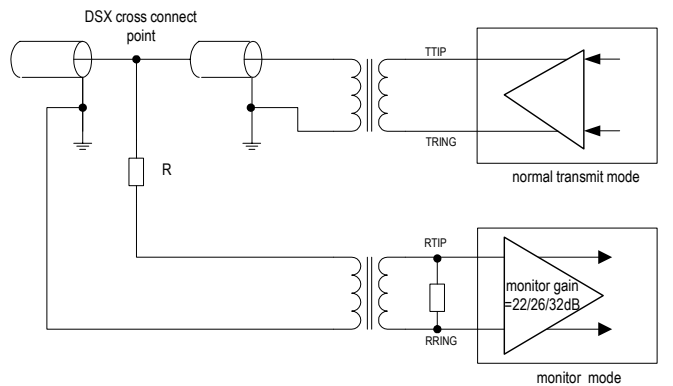 DSX cross connect
point
TTIP
TRING
normal transmit mode
R
RTIP
monitor gain
=22/26/32dB
RRING
monitor mode